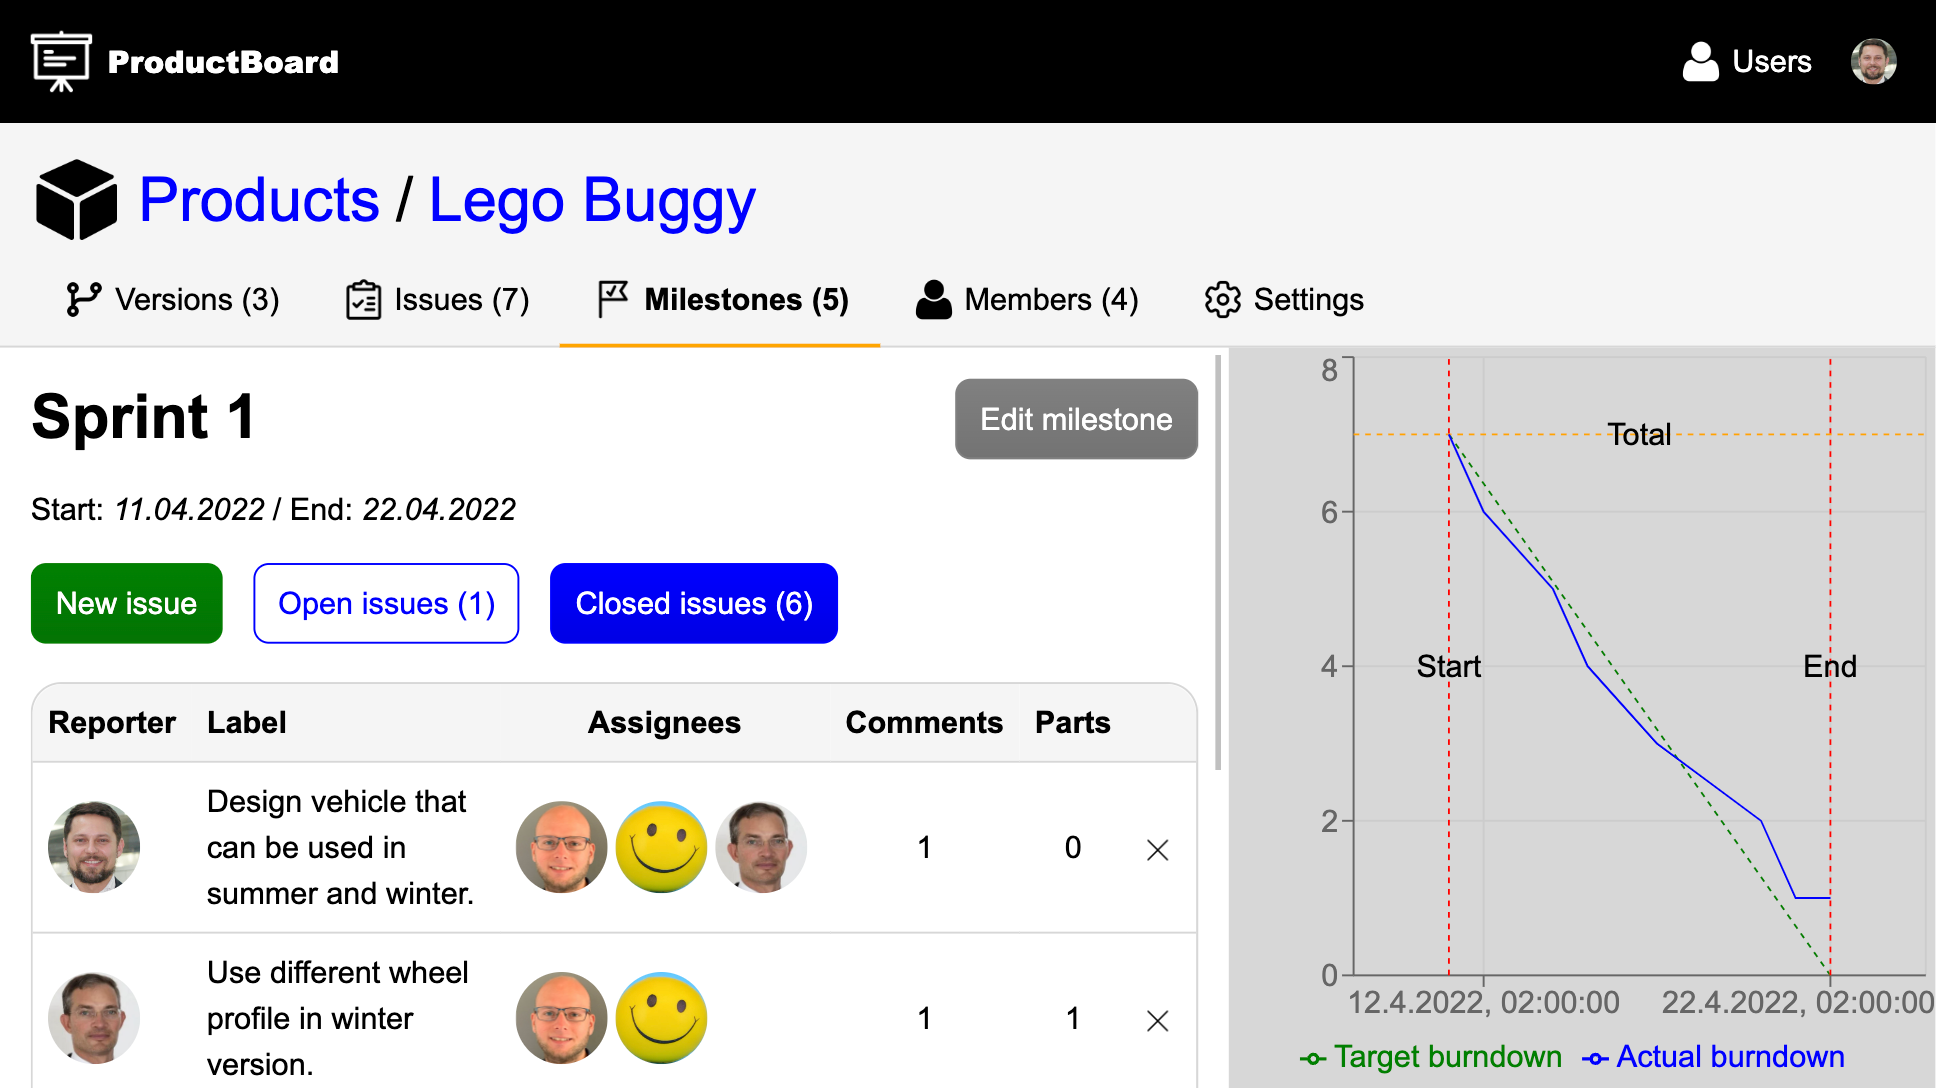 ProductBoard
Users
Products / Lego Buggy
Versions (3)
Issues (7)
Milestones (5)
Members (4)
Settings
Sprint 1
Edit milestone
Start: 11.04.2022 / End: 22.04.2022
New issue
Open issues (1)
Closed issues (6)
Reporter Label Assignees Comments Parts
Design vehicle that
can be used in
summer and winter.
1 0
Use different wheel
profile in winter
version.
1 1
8
Total
6
4
Start
End
2
0
12.4.2022, 02:00:00 22.4.2022, 02:00:00
Target burndown Actual burndown